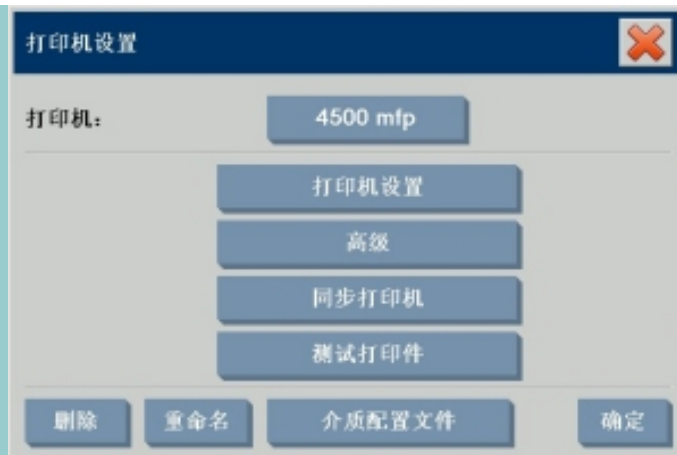 打印机设置
打印机： 4500 mfp
打印机设置
高级
同步打印机
测试打印件
删除 重命名 介质配置文件 确定